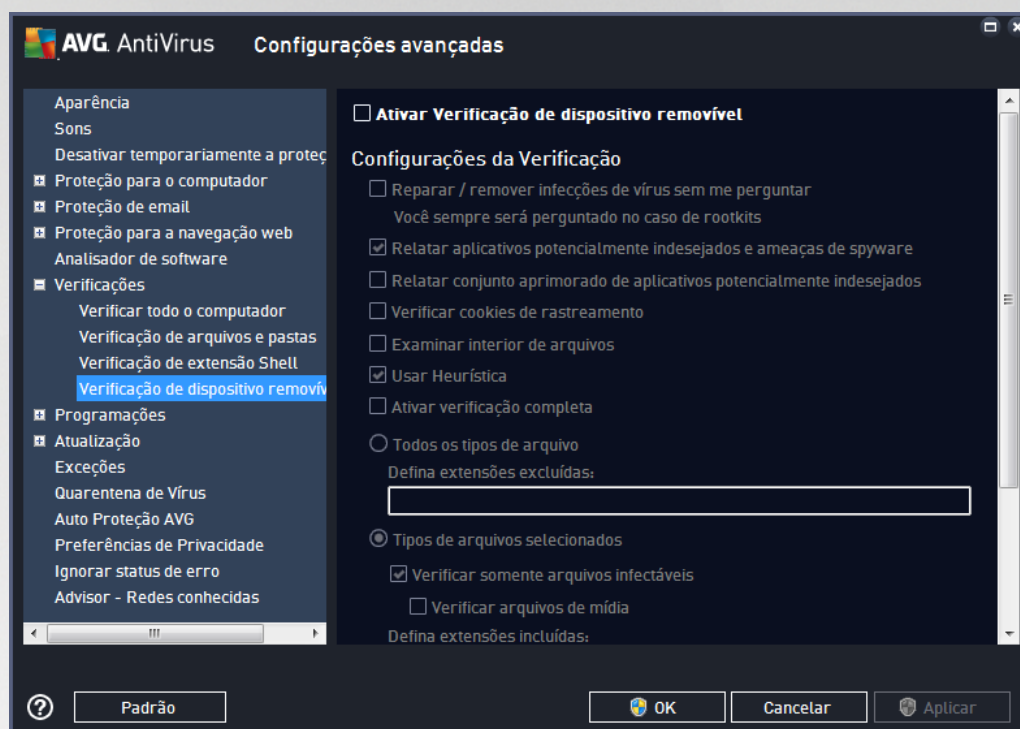 AVG. AntiVirus Configurações avançadas
Aparência
Sons
Desativar temporariamente a proteç
Proteção para o computador
Proteção de email
Proteção para a navegação web
Analisador de software
Verificações
Verificar todo o computador
Verificação de arquivos e pastas
Verificação de extensão Shell
Verificação de dispositivo removív
Programações
Atualização
Exceções
Quarentena de Vírus
Auto Proteção AVG
Preferências de Privacidade
Ignorar status de erro
Advisor - Redes conhecidas
Ativar Verificação de dispositivo removível
Configurações da Verificação
Reparar / remover infecções de vírus sem me perguntar
Você sempre será perguntado no caso de rootkits
Relatar aplicativos potencialmente indesejados e ameaças de spyware
Relatar conjunto aprimorado de aplicativos potencialmente indesejados
Verificar cookies de rastreamento
Examinar interior de arquivos
Usar Heurística
Ativar verificação completa
Todos os tipos de arquivo
Defina extensões excluídas:
Tipos de arquivos selecionados
Verificar somente arquivos infectáveis
Verificar arquivos de mídia
Defina extensões incluídas:
? Padrão OK Cancelar Aplicar